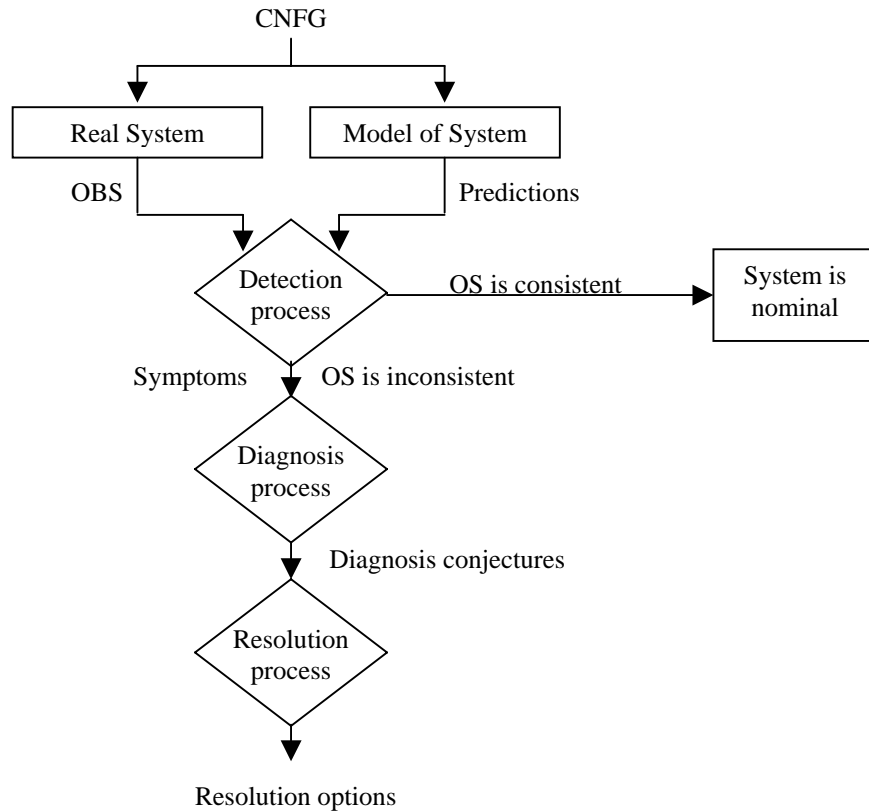 CNFG
Real System
Model of System
OBS
Predictions
Detection
process
OS is consistent
System is
nominal
Symptoms
OS is inconsistent
Diagnosis
process
Diagnosis conjectures
Resolution
process
Resolution options